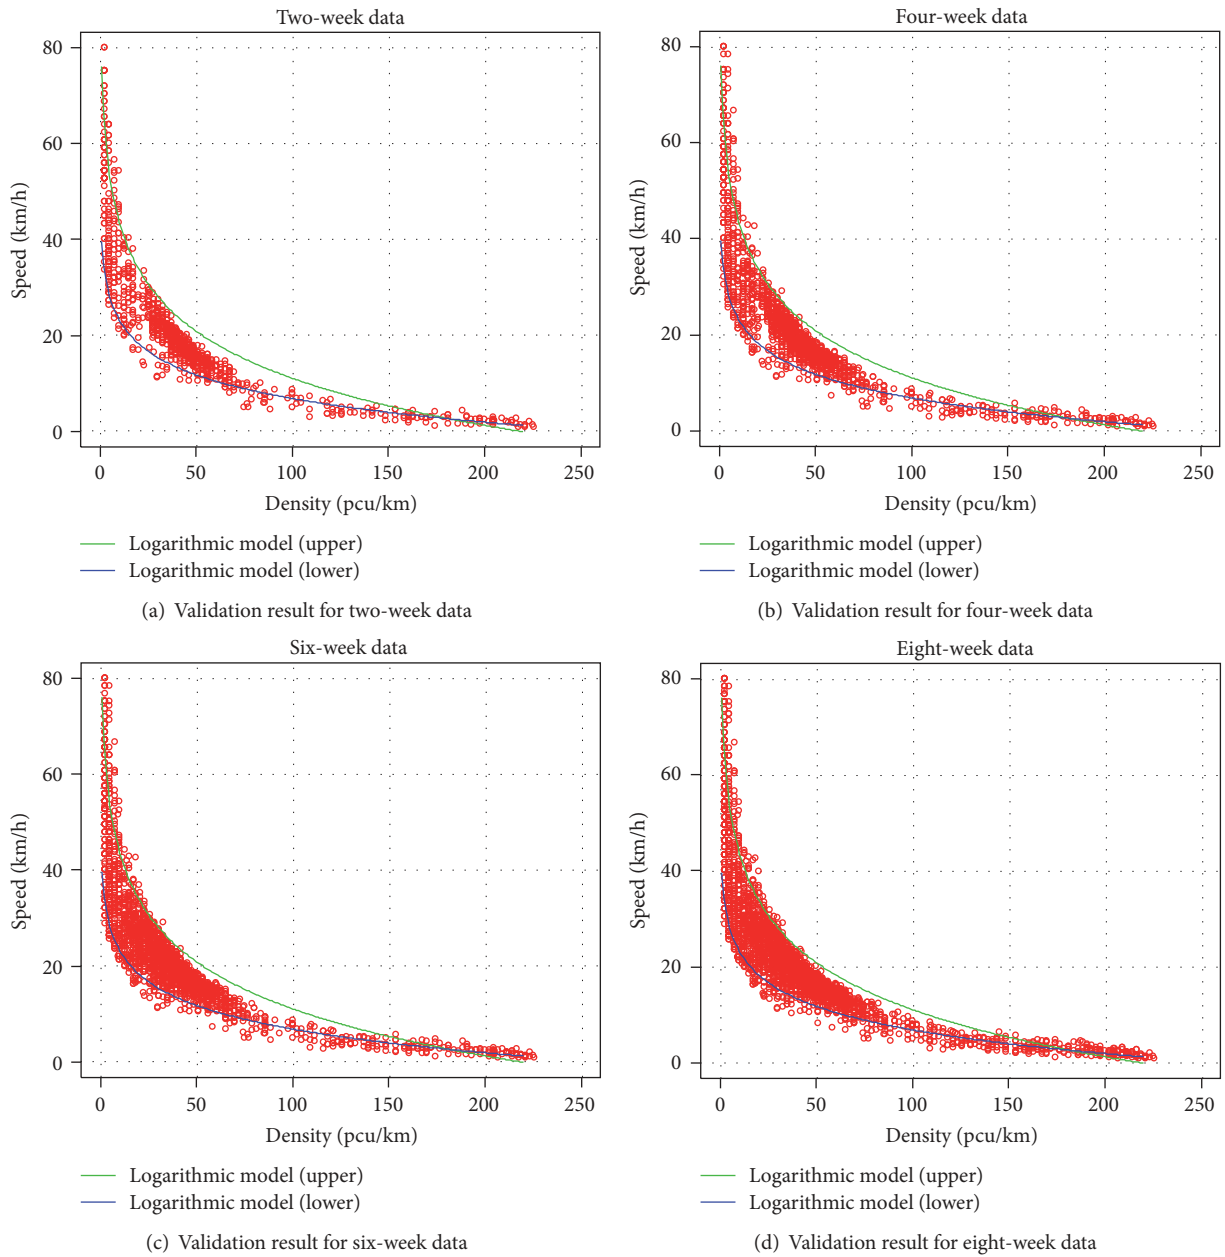 Two-week data
80
60
40
20
0
Speed (km/h)
0 50 100 150 200 250
Density (pcu/km)
Logarithmic model (upper)
Logarithmic model (lower)
(a) Validation result for two-week data
Four-week data
80
60
40
20
0
Speed (km/h)
0 50 100 150 200 250
Density (pcu/km)
Logarithmic model (upper)
Logarithmic model (lower)
(b) Validation result for four-week data
Six-week data
80
60
40
20
0
Speed (km/h)
0 50 100 150 200 250
Density (pcu/km)
Logarithmic model (upper)
Logarithmic model (lower)
(c) Validation result for six-week data
Eight-week data
80
60
40
20
0
Speed (km/h)
0 50 100 150 200 250
Density (pcu/km)
Logarithmic model (upper)
Logarithmic model (lower)
(d) Validation result for eight-week data